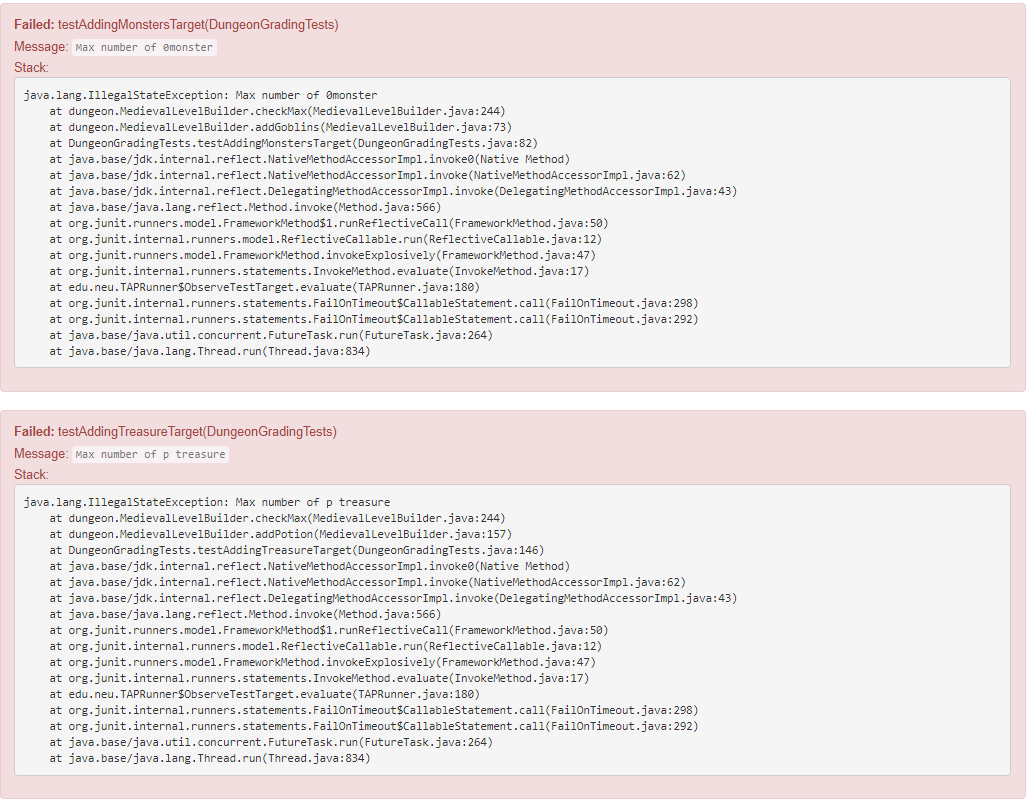 Failed: testAddingMonstersTarget(DungeonGradingTests)
Message: Max number of 0monster
Stack:
java.lang.IllegalStateException: Max number of 0monster
    at dungeon.MedievalLevelBuilder.checkMax(MedievalLevelBuilder.java:244)
    at dungeon.MedievalLevelBuilder.addGoblins(MedievalLevelBuilder.java:73)
    at DungeonGradingTests.testAddingMonstersTarget(DungeonGradingTests.java:82)
    at java.base/jdk.internal.reflect.NativeMethodAccessorImpl.invoke0(Native Method)
    at java.base/jdk.internal.reflect.NativeMethodAccessorImpl.invoke(NativeMethodAccessorImpl.java:62)
    at java.base/jdk.internal.reflect.DelegatingMethodAccessorImpl.invoke(DelegatingMethodAccessorImpl.java:43)
    at java.base/java.lang.reflect.Method.invoke(Method.java:566)
    at org.junit.runners.model.FrameworkMethod$1.runReflectiveCall(FrameworkMethod.java:50)
    at org.junit.internal.runners.model.ReflectiveCallable.run(ReflectiveCallable.java:12)
    at org.junit.runners.model.FrameworkMethod.invokeExplosively(FrameworkMethod.java:47)
    at org.junit.internal.runners.statements.InvokeMethod.evaluate(InvokeMethod.java:17)
    at edu.neu.TAPRunner$ObserveTestTarget.evaluate(TAPRunner.java:180)
    at org.junit.internal.runners.statements.FailOnTimeout$CallableStatement.call(FailOnTimeout.java:298)
    at org.junit.internal.runners.statements.FailOnTimeout$CallableStatement.call(FailOnTimeout.java:292)
    at java.base/java.util.concurrent.FutureTask.run(FutureTask.java:264)
    at java.base/java.lang.Thread.run(Thread.java:834)
Failed: testAddingTreasureTarget(DungeonGradingTests)
Message: Max number of p treasure
Stack:
java.lang.IllegalStateException: Max number of p treasure
    at dungeon.MedievalLevelBuilder.checkMax(MedievalLevelBuilder.java:244)
    at dungeon.MedievalLevelBuilder.addPotion(MedievalLevelBuilder.java:157)
    at DungeonGradingTests.testAddingTreasureTarget(DungeonGradingTests.java:146)
    at java.base/jdk.internal.reflect.NativeMethodAccessorImpl.invoke0(Native Method)
    at java.base/jdk.internal.reflect.NativeMethodAccessorImpl.invoke(NativeMethodAccessorImpl.java:62)
    at java.base/jdk.internal.reflect.DelegatingMethodAccessorImpl.invoke(DelegatingMethodAccessorImpl.java:43)
    at java.base/java.lang.reflect.Method.invoke(Method.java:566)
    at org.junit.runners.model.FrameworkMethod$1.runReflectiveCall(FrameworkMethod.java:50)
    at org.junit.internal.runners.model.ReflectiveCallable.run(ReflectiveCallable.java:12)
    at org.junit.runners.model.FrameworkMethod.invokeExplosively(FrameworkMethod.java:47)
    at org.junit.internal.runners.statements.InvokeMethod.evaluate(InvokeMethod.java:17)
    at edu.neu.TAPRunner$ObserveTestTarget.evaluate(TAPRunner.java:180)
    at org.junit.internal.runners.statements.FailOnTimeout$CallableStatement.call(FailOnTimeout.java:298)
    at org.junit.internal.runners.statements.FailOnTimeout$CallableStatement.call(FailOnTimeout.java:292)
    at java.base/java.util.concurrent.FutureTask.run(FutureTask.java:264)
    at java.base/java.lang.Thread.run(Thread.java:834)